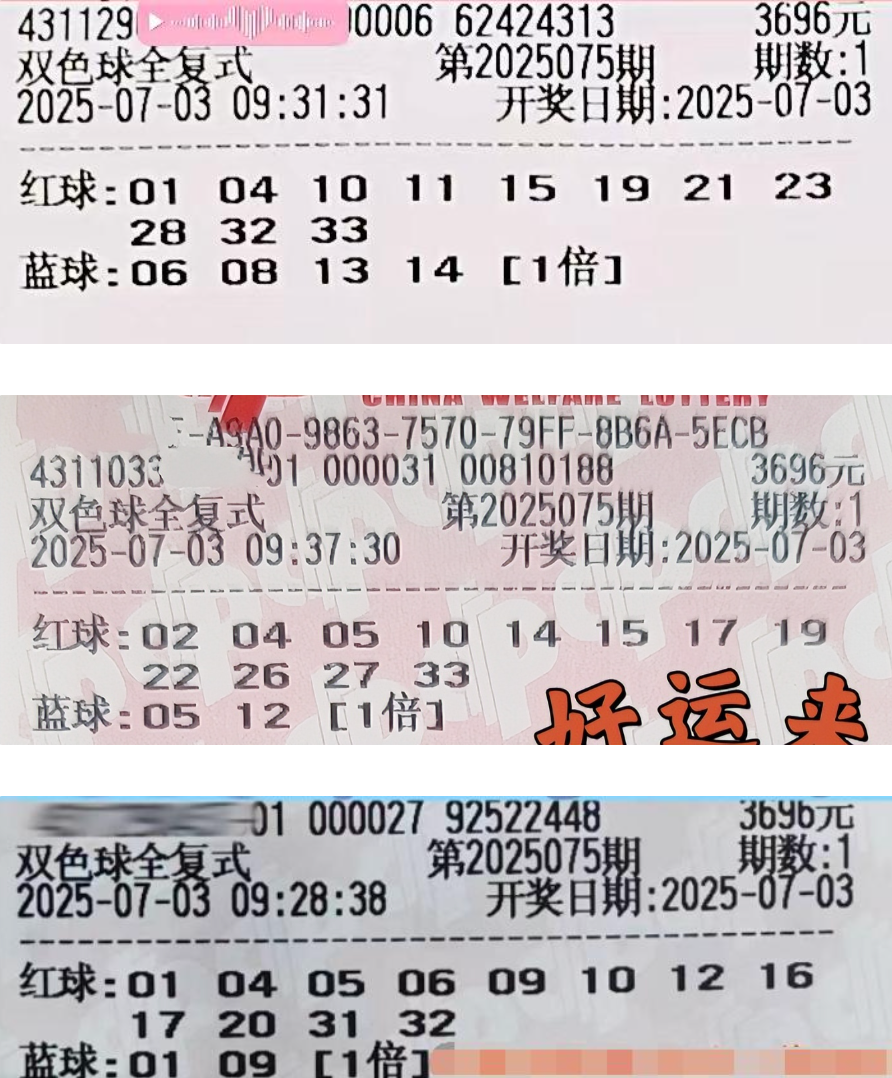 431129 0006 62424313 3696元
双色球全复式 第2025075期 期数:1
2025-07-03 09:31:31 开奖日期:2025-07-03
红球:01 04 10 11 15 19 21 23
28 32 33
蓝球:06 08 13 14 [1倍]
CHINA WELFARE LOTTERY
-A9A0-9863-7570-79FF-8B6A-5ECB
4311033 01 000031 00810188 3696元
双色球全复式 第2025075期 期数:1
2025-07-03 09:37:30 开奖日期:2025-07-03
红球:02 04 05 10 14 15 17 19
22 26 27 33
蓝球:05 12 [1倍]
好运来
01 000027 92522448 3696元
双色球全复式 第2025075期 期数:1
2025-07-03 09:28:38 开奖日期:2025-07-03
红球:01 04 05 06 09 10 12 16
17 20 31 32
蓝球:01 09 [1倍]